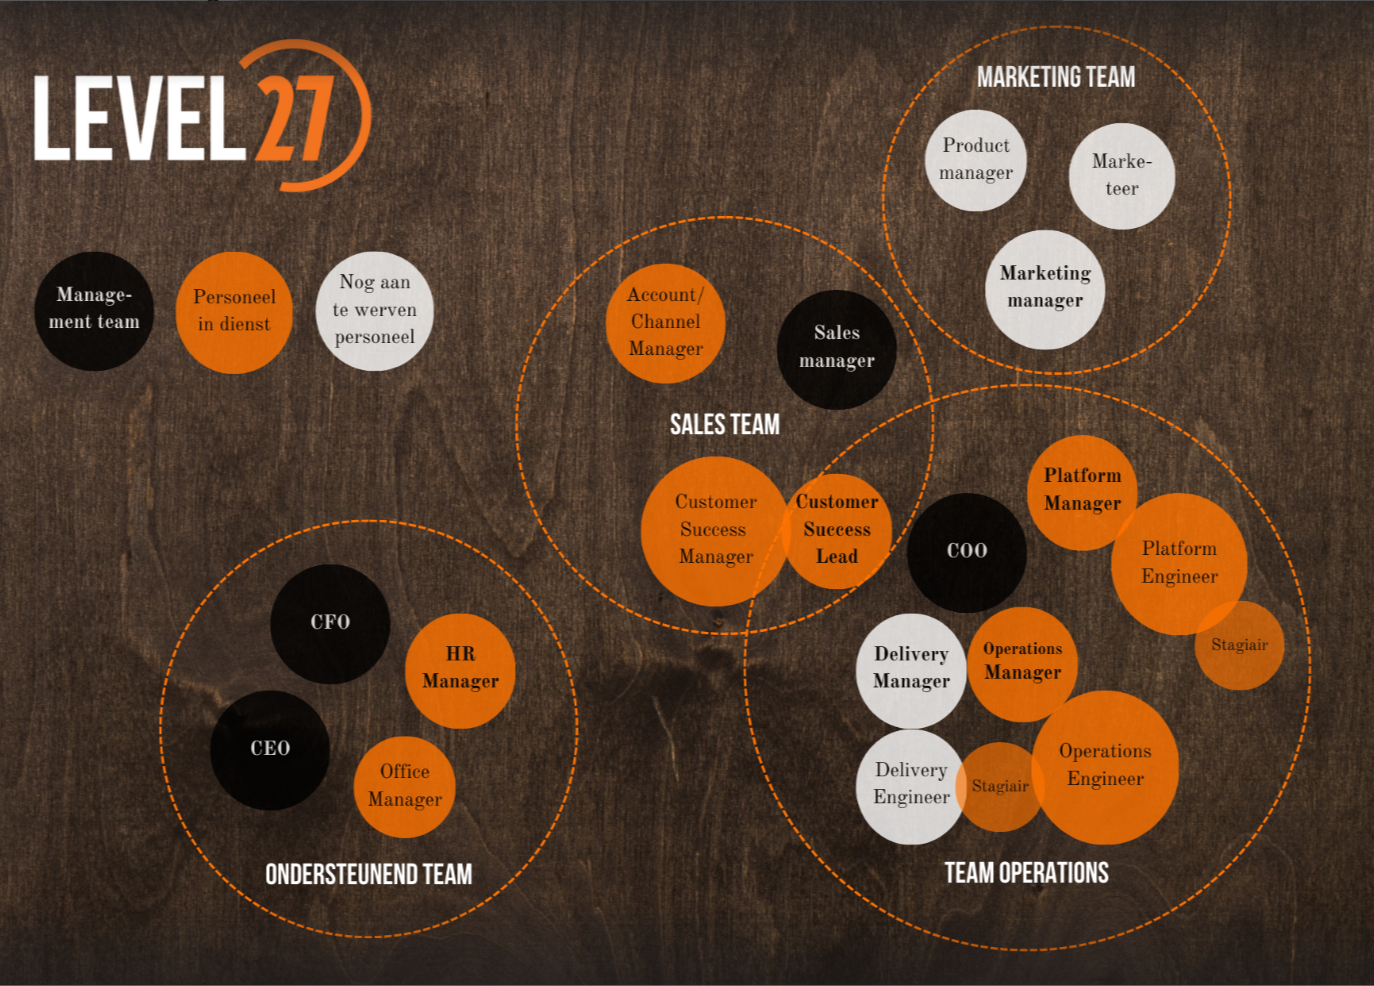 LEVEL27
Manage-
ment team
Personeel
in dienst
Nog aan
te werven
personeel
MARKETING TEAM
Product
manager
Marke-
teer
Marketing
manager
Account/
Channel
Manager
Sales
manager
SALES TEAM
Customer
Success
Manager
Customer
Success
Lead
COO
Platform
Manager
Platform
Engineer
Stagiair
Delivery
Manager
Operations
Manager
Delivery
Engineer
Stagiair
Operations
Engineer
TEAM OPERATIONS
CFO
HR
Manager
CEO
Office
Manager
ONDERSTEUNEND TEAM